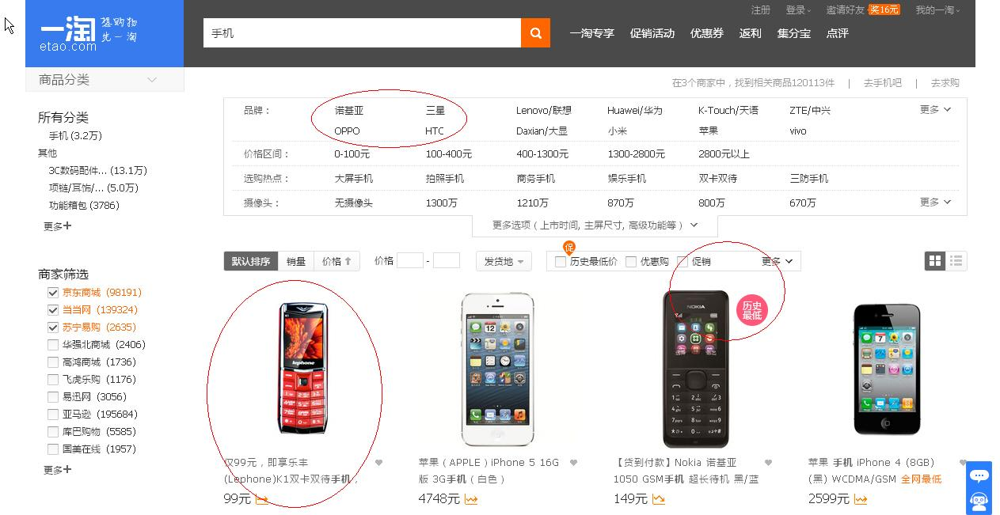 注册 登录 邀请好友 奖16元 我的一淘
一淘 想购物
先一淘
etao.com
手机
一淘专享 促销活动 优惠券 返利 集分宝 点评
商品分类
在3个商家中，找到相关商品120113件 | 去手机吧 | 去求购
品牌： 诺基亚 三星 Lenovo/联想 Huawei/华为 K-Touch/天语 ZTE/中兴 更多
OPPO HTC Daxian/大显 小米 苹果 vivo
价格区间： 0-100元 100-400元 400-1300元 1300-2800元 2800元以上
选购热点： 大屏手机 拍照手机 商务手机 娱乐手机 双卡双待 三防手机
摄像头： 无摄像头 1300万 1210万 870万 800万 670万 更多
更多选项（上市时间, 主屏尺寸, 高级功能等）
所有分类
手机 (3.2万)
其他
3C数码配件... (13.1万)
项链/耳饰/... (5.0万)
功能箱包 (3786)
更多+
商家筛选
京东商城 (98191)
当当网 (139324)
苏宁易购 (2635)
华强北商城 (2406)
高鸿商城 (1736)
飞虎乐购 (1176)
易迅网 (3056)
亚马逊 (195684)
库巴购物 (5585)
国美在线 (1957)
更多+
促
默认排序 销量 价格 价格 - 发货地 历史最低价 优惠购 促销 更多
lephone
NOKIA
历史
最低
仅99元，即享乐丰
(Lephone)K1双卡双待手机，
99元
苹果（APPLE）iPhone 5 16G
版 3G手机（白色）
4748元
【货到付款】Nokia 诺基亚
1050 GSM手机 超长待机 黑/蓝
149元
苹果 手机 iPhone 4 (8GB)
(黑) WCDMA/GSM 全网最低
2599元